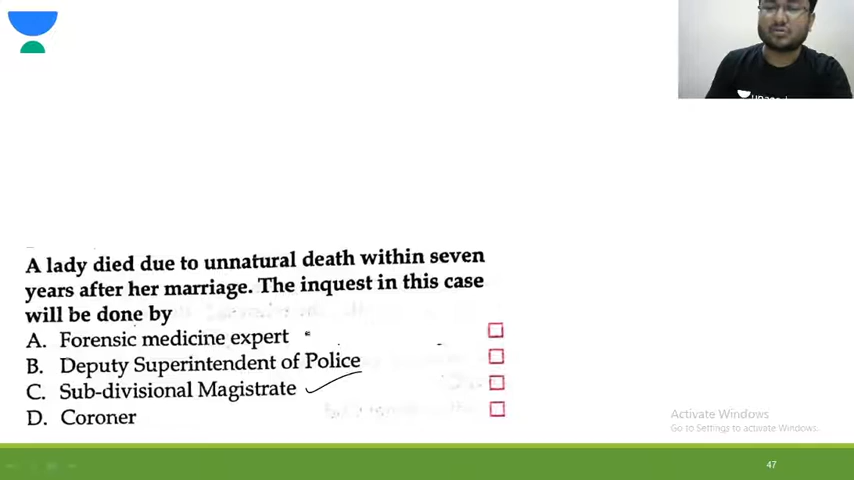 A lady died due to unnatural death within seven
years after her marriage. The inquest in this case
will be done by
A. Forensic medicine expert
B. Deputy Superintendent of Police
C. Sub-divisional Magistrate
D. Coroner
Activate Windows
Go to Settings to activate Windows.
47